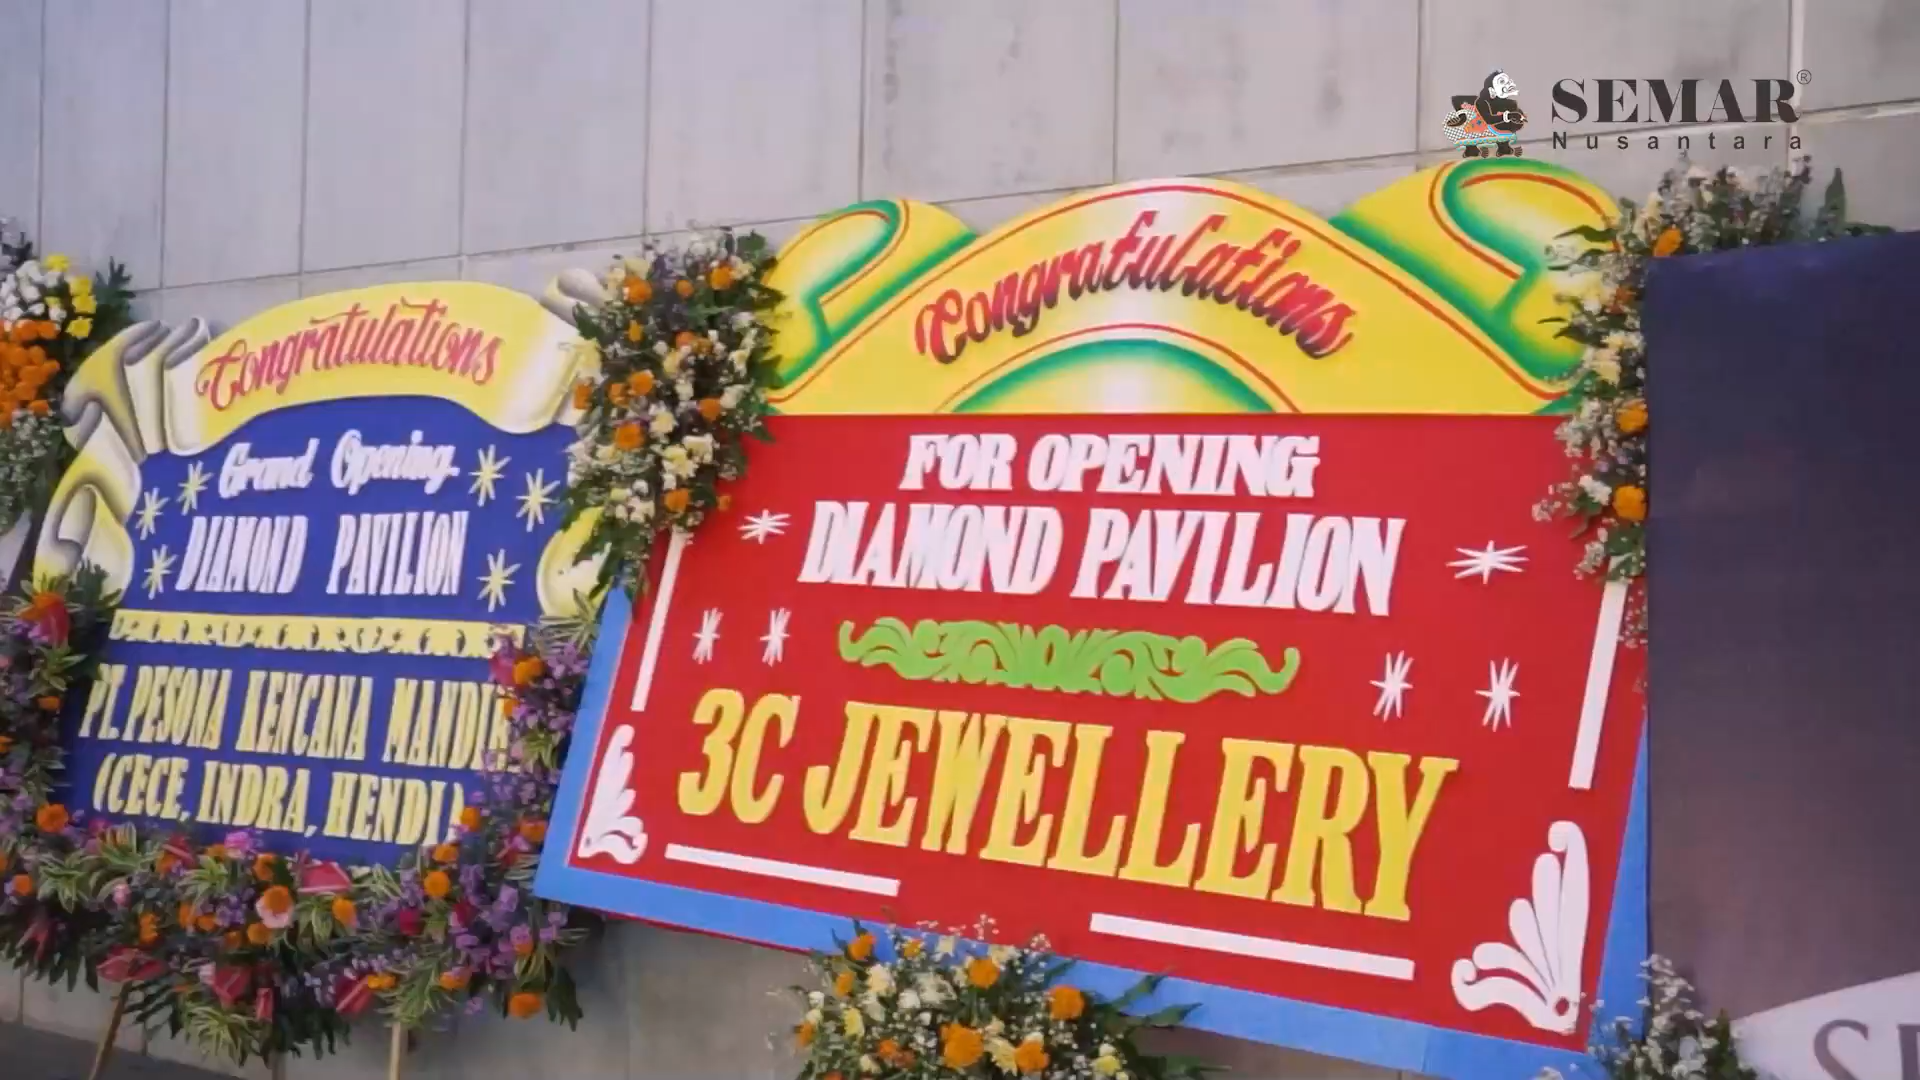 SEMAR®
Nusantara
Congratulations
Grand Opening
DIAMOND PAVILION
PT. PESONA KENCANA MANDIRI
(CECE, INDRA, HENDI)
Congratulations
FOR OPENING
DIAMOND PAVILION
3C JEWELLERY